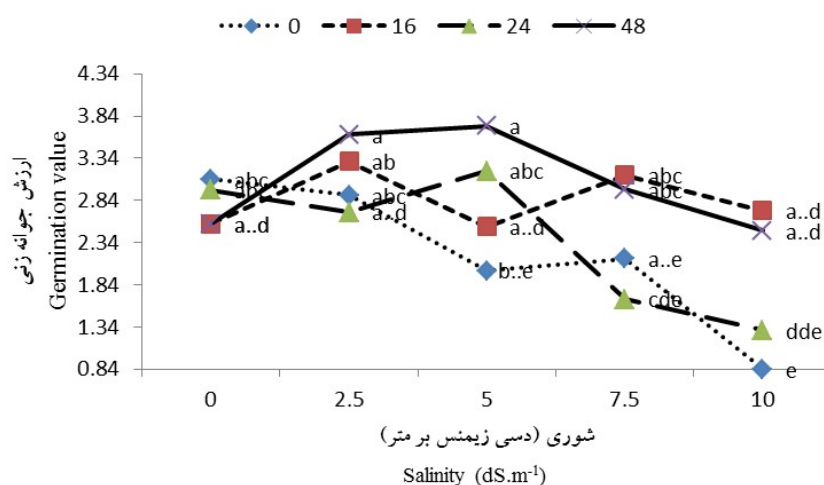 0 16 24 48
4.34
3.84
3.34
2.84
2.34
1.84
1.34
0.84
ارزش جوانه زنی
Germination value
abc
abc
a..d
a..d
a
ab
abc
a..d
a
abc
a..d
b..e
abc
abc
a..e
cde
a..d
a..d
dde
e
0 2.5 5 7.5 10
شوری (دسی زیمنس بر متر)
Salinity (dS.m-1)